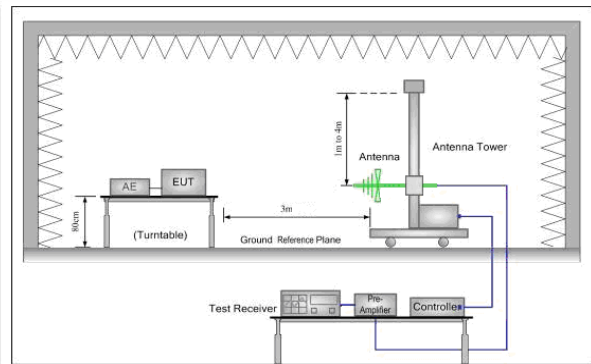 1m to 4m
Antenna Tower
Antenna
AE
EUT
3m
80cm
(Turntable)
Ground Reference Plane
Test Receiver
Pre-
Amplifier
Controller